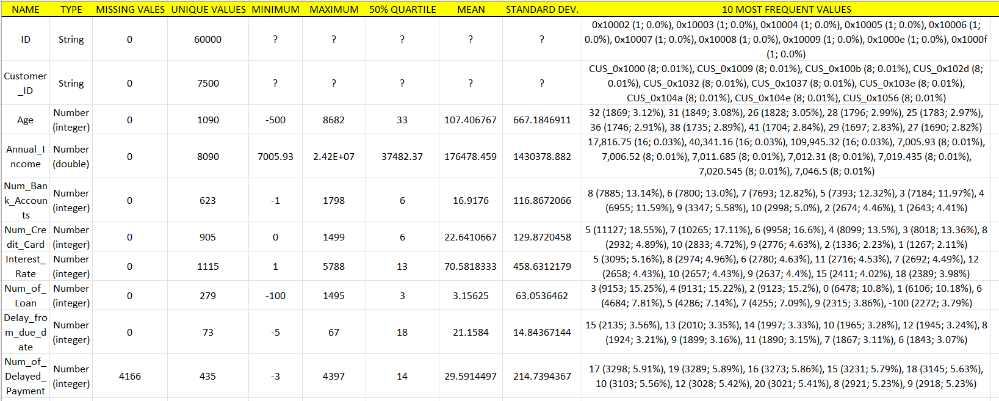 NAME TYPE MISSING VALES UNIQUE VALUES MINIMUM MAXIMUM 50% QUARTILE MEAN STANDARD DEV. 10 MOST FREQUENT VALUES
ID String 0 60000 ? ? ? ? ? 0x10002 (1; 0.0%), 0x10003 (1; 0.0%), 0x10004 (1; 0.0%), 0x10005 (1; 0.0%), 0x10006 (1;
0.0%), 0x10007 (1; 0.0%), 0x10008 (1; 0.0%), 0x10009 (1; 0.0%), 0x1000e (1; 0.0%), 0x1000f
(1; 0.0%)
Customer
_ID String 0 7500 ? ? ? ? ? CUS_0x1000 (8; 0.01%), CUS_0x1009 (8; 0.01%), CUS_0x100b (8; 0.01%), CUS_0x102d (8;
0.01%), CUS_0x1032 (8; 0.01%), CUS_0x1037 (8; 0.01%), CUS_0x103e (8; 0.01%),
CUS_0x104a (8; 0.01%), CUS_0x104e (8; 0.01%), CUS_0x1056 (8; 0.01%)
Age Number
(integer) 0 1090 -500 8682 33 107.406767 667.1846911 32 (1869; 3.12%), 31 (1849; 3.08%), 26 (1828; 3.05%), 28 (1796; 2.99%), 25 (1783; 2.97%),
36 (1746; 2.91%), 38 (1735; 2.89%), 41 (1704; 2.84%), 29 (1697; 2.83%), 27 (1690; 2.82%)
Annual_I
ncome Number
(double) 0 8090 7005.93 2.42E+07 37482.37 176478.459 1430378.882 17,816.75 (16; 0.03%), 40,341.16 (16; 0.03%), 109,945.32 (16; 0.03%), 7,005.93 (8; 0.01%),
7,006.52 (8; 0.01%), 7,011.685 (8; 0.01%), 7,012.31 (8; 0.01%), 7,019.435 (8; 0.01%),
7,020.545 (8; 0.01%), 7,046.5 (8; 0.01%)
Num_Ban
k_Accoun
ts Number
(integer) 0 623 -1 1798 6 16.9176 116.8672066 8 (7885; 13.14%), 6 (7800; 13.0%), 7 (7693; 12.82%), 5 (7393; 12.32%), 3 (7184; 11.97%), 4
(6955; 11.59%), 9 (3347; 5.58%), 10 (2998; 5.0%), 2 (2674; 4.46%), 1 (2643; 4.41%)
Num_Cre
dit_Card Number
(integer) 0 905 0 1499 6 22.6410667 129.8720458 5 (11127; 18.55%), 7 (10265; 17.11%), 6 (9958; 16.6%), 4 (8099; 13.5%), 3 (8018; 13.36%), 8
(2932; 4.89%), 10 (2833; 4.72%), 9 (2776; 4.63%), 2 (1336; 2.23%), 1 (1267; 2.11%)
Interest_
Rate Number
(integer) 0 1115 1 5788 13 70.5818333 458.6312179 5 (3095; 5.16%), 8 (2974; 4.96%), 6 (2780; 4.63%), 11 (2716; 4.53%), 7 (2692; 4.49%), 12
(2658; 4.43%), 10 (2657; 4.43%), 9 (2637; 4.4%), 15 (2411; 4.02%), 18 (2389; 3.98%)
Num_of_
Loan Number
(integer) 0 279 -100 1495 3 3.15625 63.0536462 3 (9153; 15.25%), 4 (9131; 15.22%), 2 (9123; 15.2%), 0 (6478; 10.8%), 1 (6106; 10.18%), 6
(4684; 7.81%), 5 (4286; 7.14%), 7 (4255; 7.09%), 9 (2315; 3.86%), -100 (2272; 3.79%)
Delay_fro
m_due_d
ate Number
(integer) 0 73 -5 67 18 21.1584 14.84367144 15 (2135; 3.56%), 13 (2010; 3.35%), 14 (1997; 3.33%), 10 (1965; 3.28%), 12 (1945; 3.24%), 8
(1924; 3.21%), 9 (1899; 3.16%), 11 (1890; 3.15%), 7 (1867; 3.11%), 6 (1843; 3.07%)
Num_of_
Delayed_
Payment Number
(integer) 4166 435 -3 4397 14 29.5914497 214.7394367 17 (3298; 5.91%), 19 (3289; 5.89%), 16 (3273; 5.86%), 15 (3231; 5.79%), 18 (3145; 5.63%),
10 (3103; 5.56%), 12 (3028; 5.42%), 20 (3021; 5.41%), 8 (2921; 5.23%), 9 (2918; 5.23%)